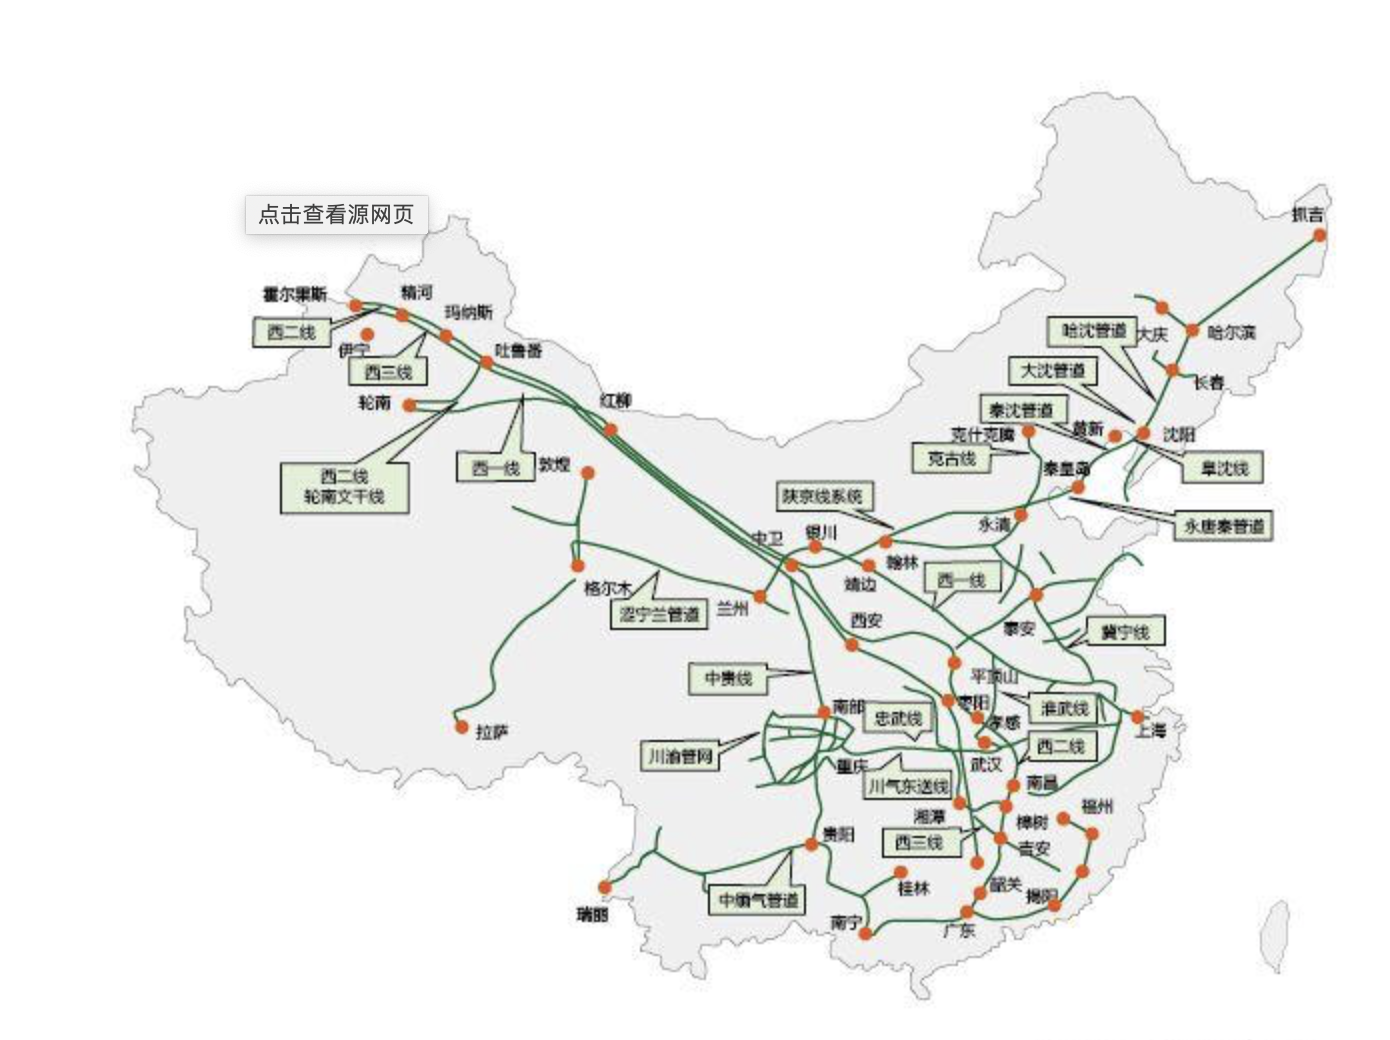 抓吉
点击查看源网页
霍尔果斯
精河
玛纳斯
西二线
伊宁
西三线
吐鲁番
哈沈管道
大庆
哈尔滨
大沈管道
长春
轮南
红柳
秦沈管道
克什克腾
沈阳
克古线
秦皇岛
西一线
敦煌
西二线
轮南支干线
陕京线系统
永清
永唐秦管道
中卫
银川
榆林
靖边
西一线
格尔木
涩宁兰管道
兰州
西安
泰安
冀宁线
中贵线
平顶山
南部
忠武线
枣阳
淮武线
孝感
拉萨
上海
川渝管网
重庆
武汉
西二线
川气东送线
南昌
湘潭
樟树
福州
贵阳
西三线
吉安
桂林
韶关
揭阳
瑞丽
中缅气管道
南宁
广东